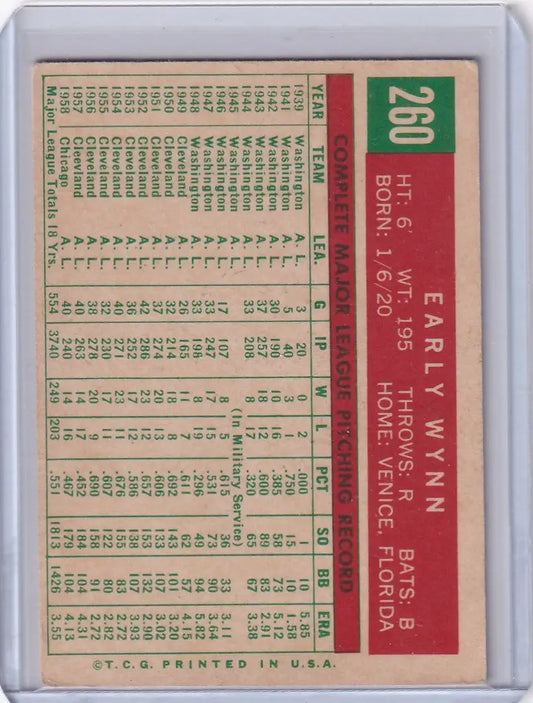 260
EARLY WYNN
HT: 6' WT: 195 THROWS: R BATS: B
BORN: 1/6/20 HOME: VENICE, FLORIDA
COMPLETE MAJOR LEAGUE PITCHING RECORD
YEAR TEAM LEA. G IP W L PCT SO BB ERA
1939 Washington A. L. 3 20 0 2 .000 1 10 5.85
1941 Washington A. L. 5 40 3 1 .750 15 10 1.58
1942 Washington A. L. 30 190 10 16 .385 58 73 5.12
1943 Washington A. L. 37 257 18 12 .600 89 83 2.91
1944 Washington A. L. 33 208 8 17 .320 65 67 3.38
1945 Washington A. L. (In Military Service)
1946 Washington A. L. 17 107 8 5 .615 36 33 3.11
1947 Washington A. L. 33 247 17 15 .531 73 90 3.64
1948 Washington A. L. 33 198 8 19 .296 49 94 5.82
1949 Cleveland A. L. 26 165 11 7 .611 62 57 4.15
1950 Cleveland A. L. 32 214 18 8 .692 143 101 3.20
1951 Cleveland A. L. 37 274 20 13 .606 133 107 3.02
1952 Cleveland A. L. 42 286 23 12 .657 153 132 2.90
1953 Cleveland A. L. 36 252 17 12 .586 138 107 3.93
1954 Cleveland A. L. 40 271 23 11 .676 155 83 2.72
1955 Cleveland A. L. 32 230 17 11 .607 122 80 2.82
1956 Cleveland A. L. 38 278 20 9 .690 158 91 2.72
1957 Cleveland A. L. 40 263 14 17 .452 184 104 4.31
1958 Chicago A. L. 40 240 14 16 .467 179 104 4.13
Major League Totals 18 Yrs. 554 3740 249 203 .551 1813 1426 3.55
©T.C.G. PRINTED IN U.S.A.